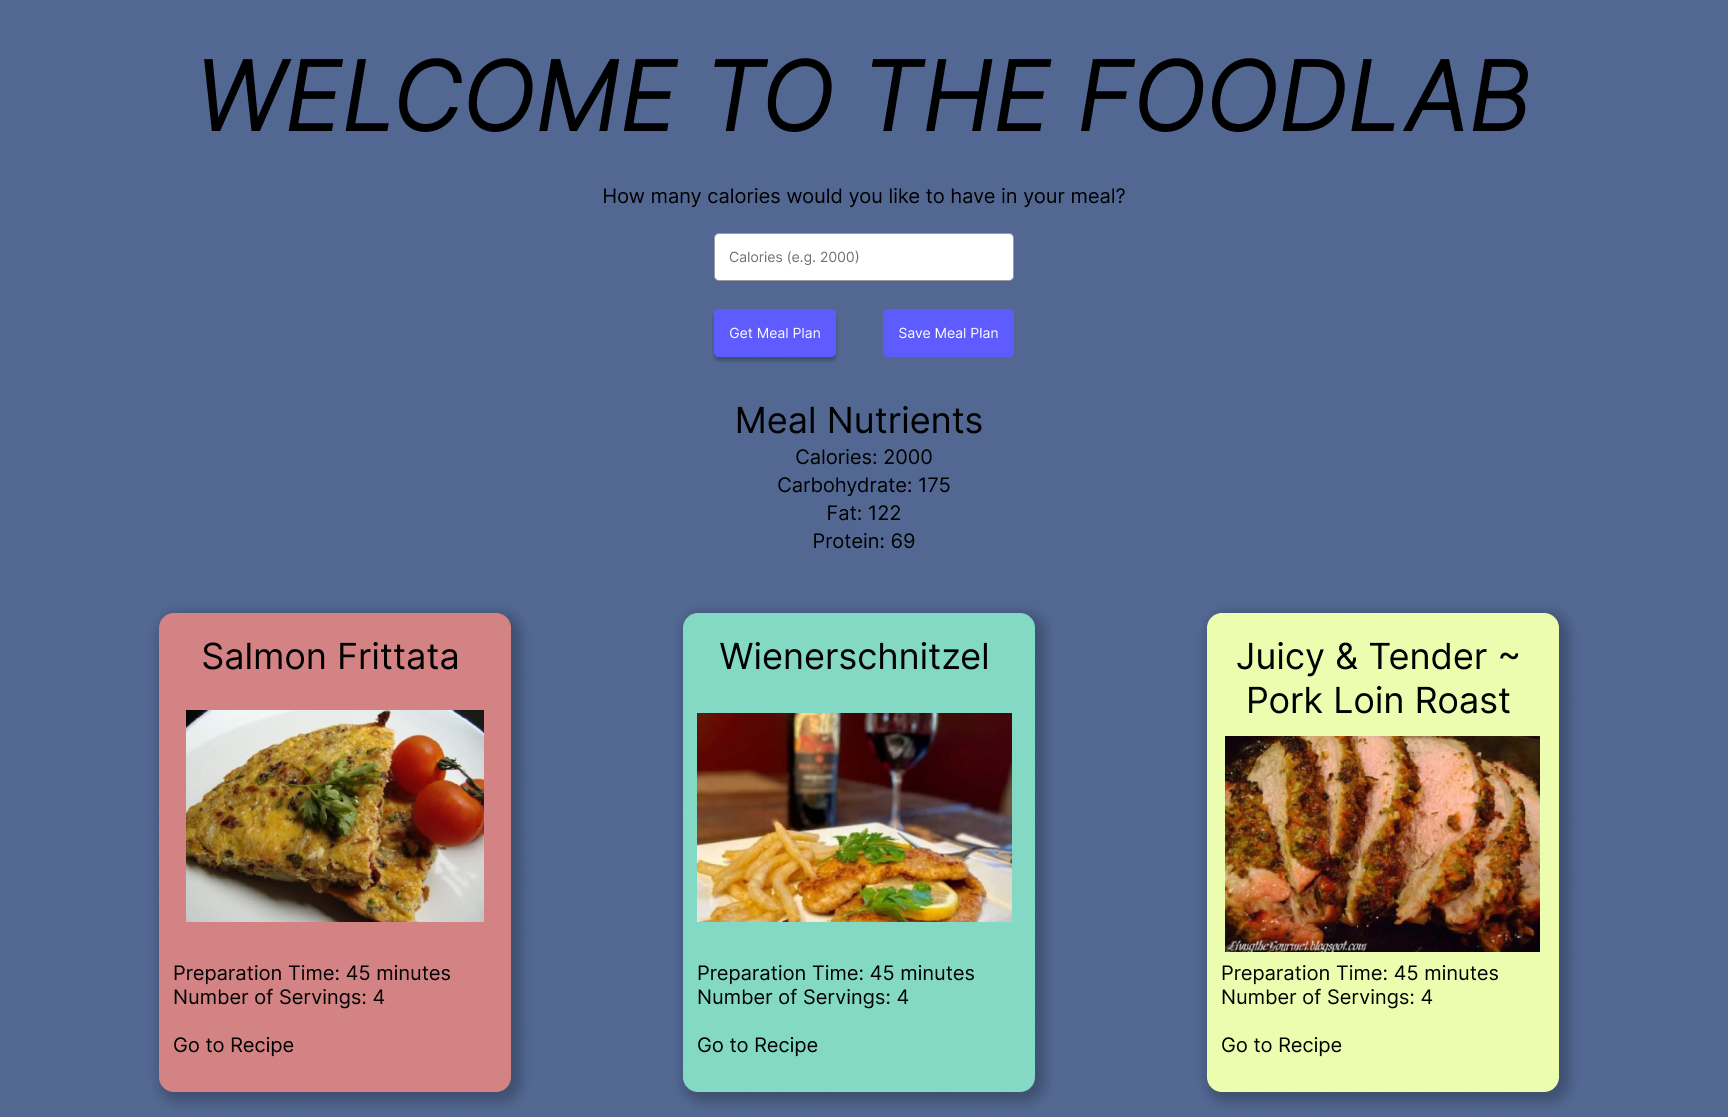 WELCOME TO THE FOODLAB
How many calories would you like to have in your meal?
Calories (e.g. 2000)
Get Meal Plan
Save Meal Plan
Meal Nutrients
Calories: 2000
Carbohydrate: 175
Fat: 122
Protein: 69
Salmon Frittata
Preparation Time: 45 minutes
Number of Servings: 4
Go to Recipe
Wienerschnitzel
Preparation Time: 45 minutes
Number of Servings: 4
Go to Recipe
Juicy & Tender ~
Pork Loin Roast
LivingtheGourmet.blogspot.com
Preparation Time: 45 minutes
Number of Servings: 4
Go to Recipe